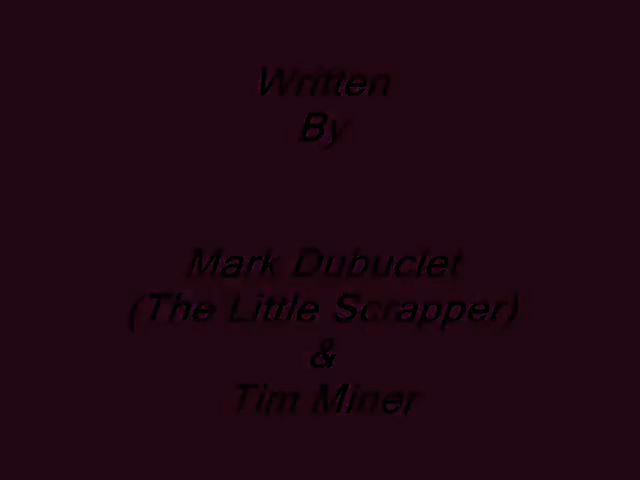 Written
By
Mark Dubuclet
(The Little Scrapper)
&
Tim Miner